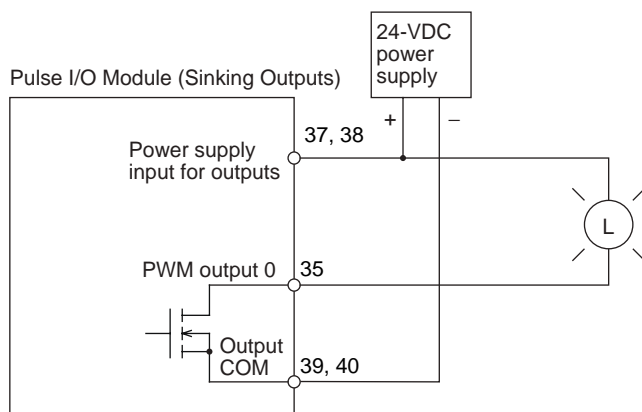 24-VDC
power
supply
Pulse I/O Module (Sinking Outputs)
+
−
37, 38
Power supply
input for outputs
L
PWM output 0
35
Output
COM
39, 40